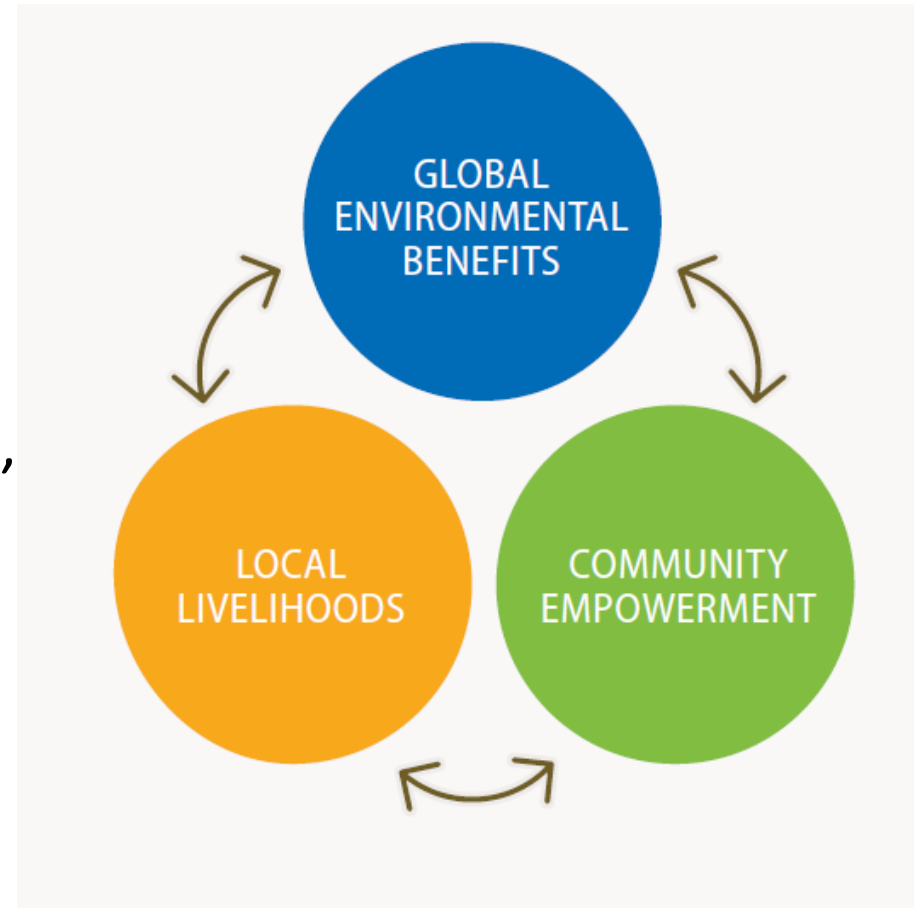 GLOBAL
ENVIRONMENTAL
BENEFITS
,
LOCAL
LIVELIHOODS
COMMUNITY
EMPOWERMENT